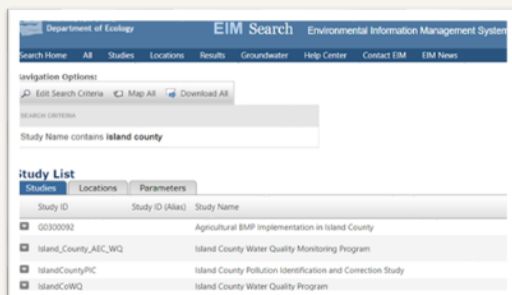 Department of Ecology EIM Search Environmental Information Management System
Search Home All Studies Locations Results Groundwater Help Center Contact EIM EIM News
Navigation Options:
Edit Search Criteria Map All Download All
SEARCH CRITERIA
Study Name contains island county
Study List
Studies Locations Parameters
Study ID Study ID (Alias) Study Name
G0300092 Agricultural BMP Implementation in Island County
Island_County_AEC_WQ Island County Water Quality Monitoring Program
IslandCountyPIC Island County Pollution Identification and Correction Study
IslandCoWQ Island County Water Quality Program